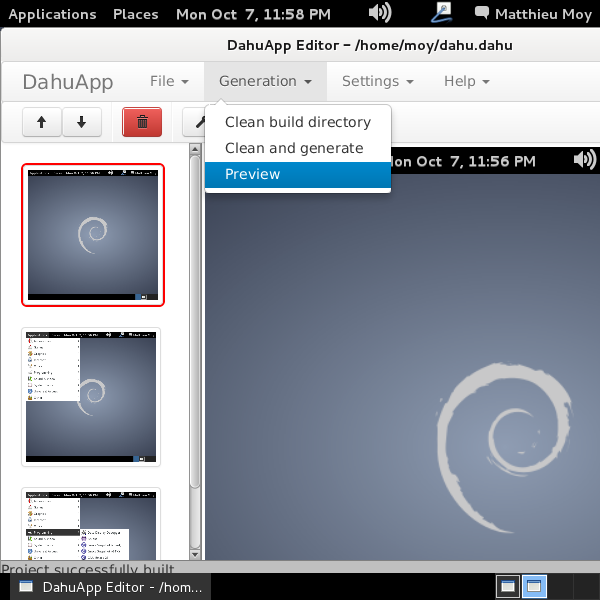 Applications Places Mon Oct 7, 11:58 PM Matthieu Moy
DahuApp Editor – /home/moy/dahu.dahu
DahuApp File Generation Settings Help
Clean build directory
Clean and generate
Preview
on Oct 7, 11:56 PM
Project successfully built
DahuApp Editor – /hom...